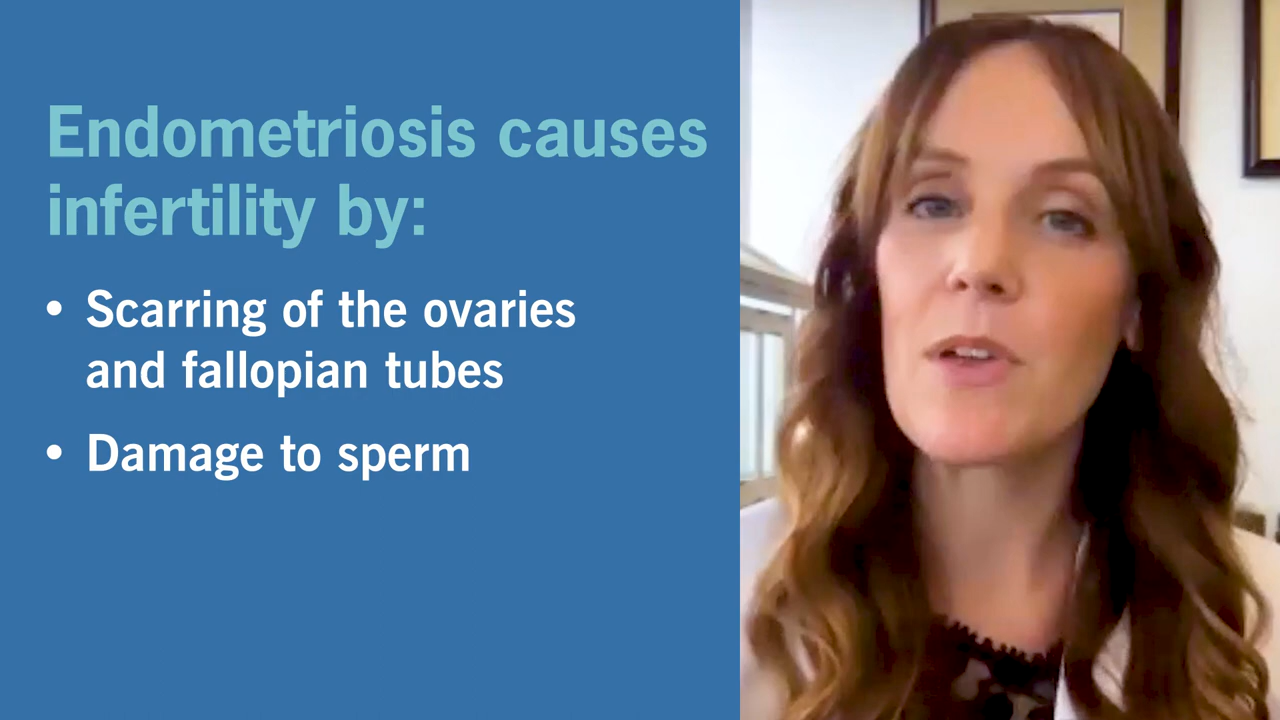 Endometriosis causes
infertility by:
• Scarring of the ovaries
and fallopian tubes
• Damage to sperm